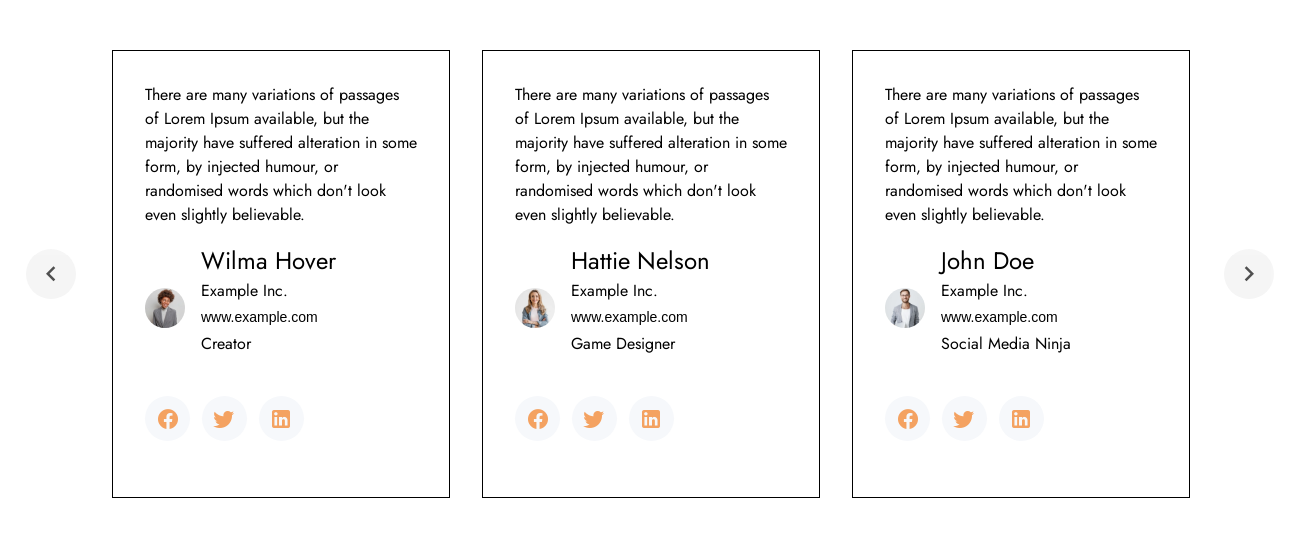 There are many variations of passages
of Lorem Ipsum available, but the
majority have suffered alteration in some
form, by injected humour, or
randomised words which don't look
even slightly believable.
Wilma Hover
Example Inc.
www.example.com
Creator
There are many variations of passages
of Lorem Ipsum available, but the
majority have suffered alteration in some
form, by injected humour, or
randomised words which don't look
even slightly believable.
Hattie Nelson
Example Inc.
www.example.com
Game Designer
There are many variations of passages
of Lorem Ipsum available, but the
majority have suffered alteration in some
form, by injected humour, or
randomised words which don't look
even slightly believable.
John Doe
Example Inc.
www.example.com
Social Media Ninja